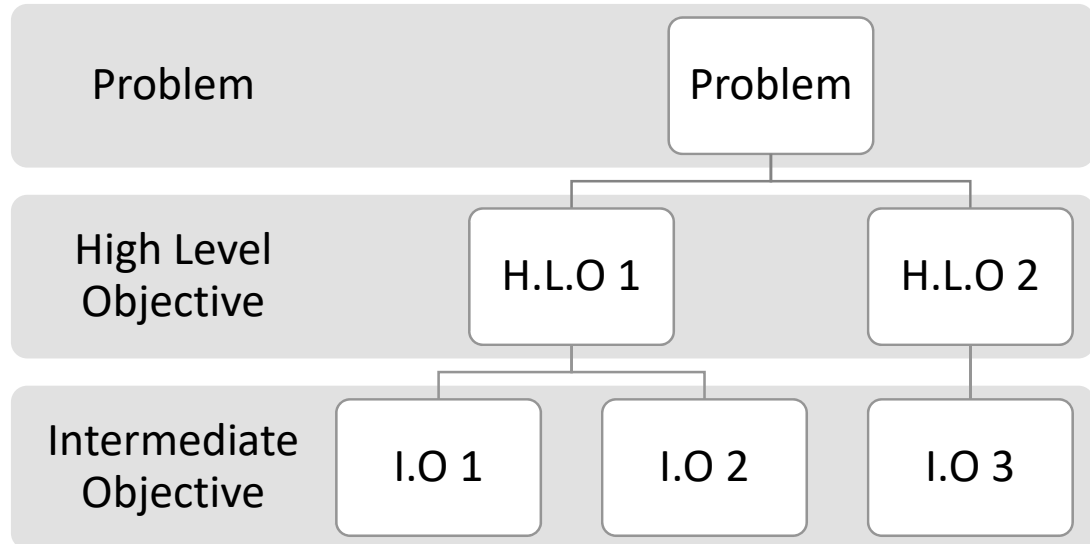 Problem
Problem
High Level
Objective
H.L.O 1
H.L.O 2
Intermediate
Objective
I.O 1
I.O 2
I.O 3